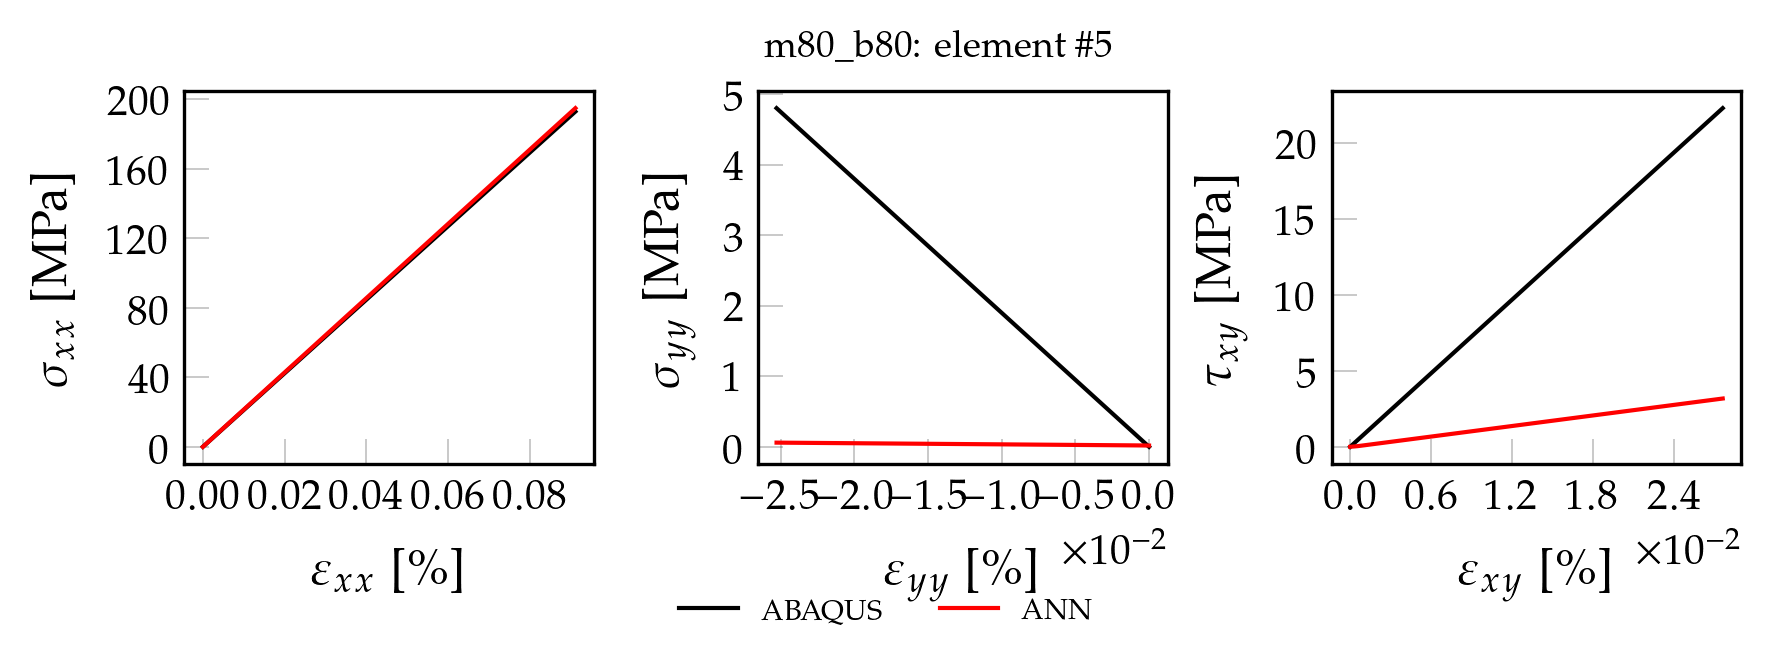 m80_b80: element #5
σxx [MPa]
200
160
120
80
40
0
0.00 0.02 0.04 0.06 0.08
εxx [%]
σyy [MPa]
5
4
3
2
1
0
−2.5 −2.0 −1.5 −1.0 −0.5 0.0
×10−2
εyy [%]
τxy [MPa]
20
15
10
5
0
0.0 0.6 1.2 1.8 2.4
×10−2
εxy [%]
ABAQUS ANN